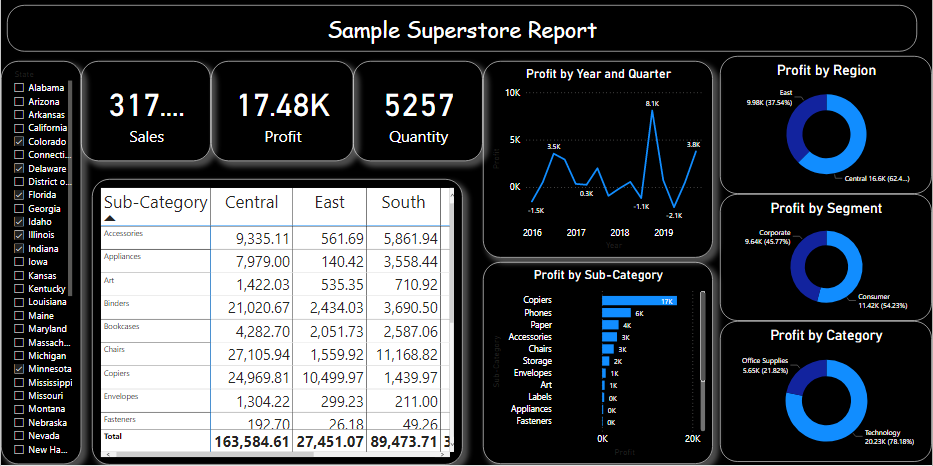 Sample Superstore Report
State
Alabama
Arizona
Arkansas
California
Colorado
Connecti...
Delaware
District o...
Florida
Georgia
Idaho
Illinois
Indiana
Iowa
Kansas
Kentucky
Louisiana
Maine
Maryland
Massach...
Michigan
Minnesota
Mississippi
Missouri
Montana
Nebraska
Nevada
New Ha...
317....
Sales
17.48K
Profit
5257
Quantity
Sub-Category Central East South
Accessories 9,335.11 561.69 5,861.94
Appliances 7,979.00 140.42 3,558.44
Art 1,422.03 535.35 710.92
Binders 21,020.67 2,434.03 3,690.50
Bookcases 4,282.70 2,051.73 2,587.06
Chairs 27,105.94 1,559.92 11,168.82
Copiers 24,969.81 10,499.97 1,439.97
Envelopes 1,304.22 299.23 211.00
Fasteners 192.70 26.18 49.26
Total 163,584.61 27,451.07 89,473.71
Profit by Year and Quarter
Profit
10K
5K
0K
-1.5K
3.5K
0.3K
-1.1K
8.1K
-2.1K
3.8K
2016 2017 2018 2019
Year
Profit by Sub-Category
Sub-Category
Copiers 17K
Phones 6K
Paper 4K
Accessories 3K
Chairs 3K
Storage 2K
Envelopes 1K
Art 1K
Labels 0K
Appliances 0K
Fasteners 0K
0K 20K
Profit
Profit by Region
East
9.98K (37.54%)
Central 16.6K (62.4...)
Profit by Segment
Corporate
9.64K (45.77%)
Consumer
11.42K (54.23%)
Profit by Category
Office Supplies
5.65K (21.82%)
Technology
20.23K (78.18%)